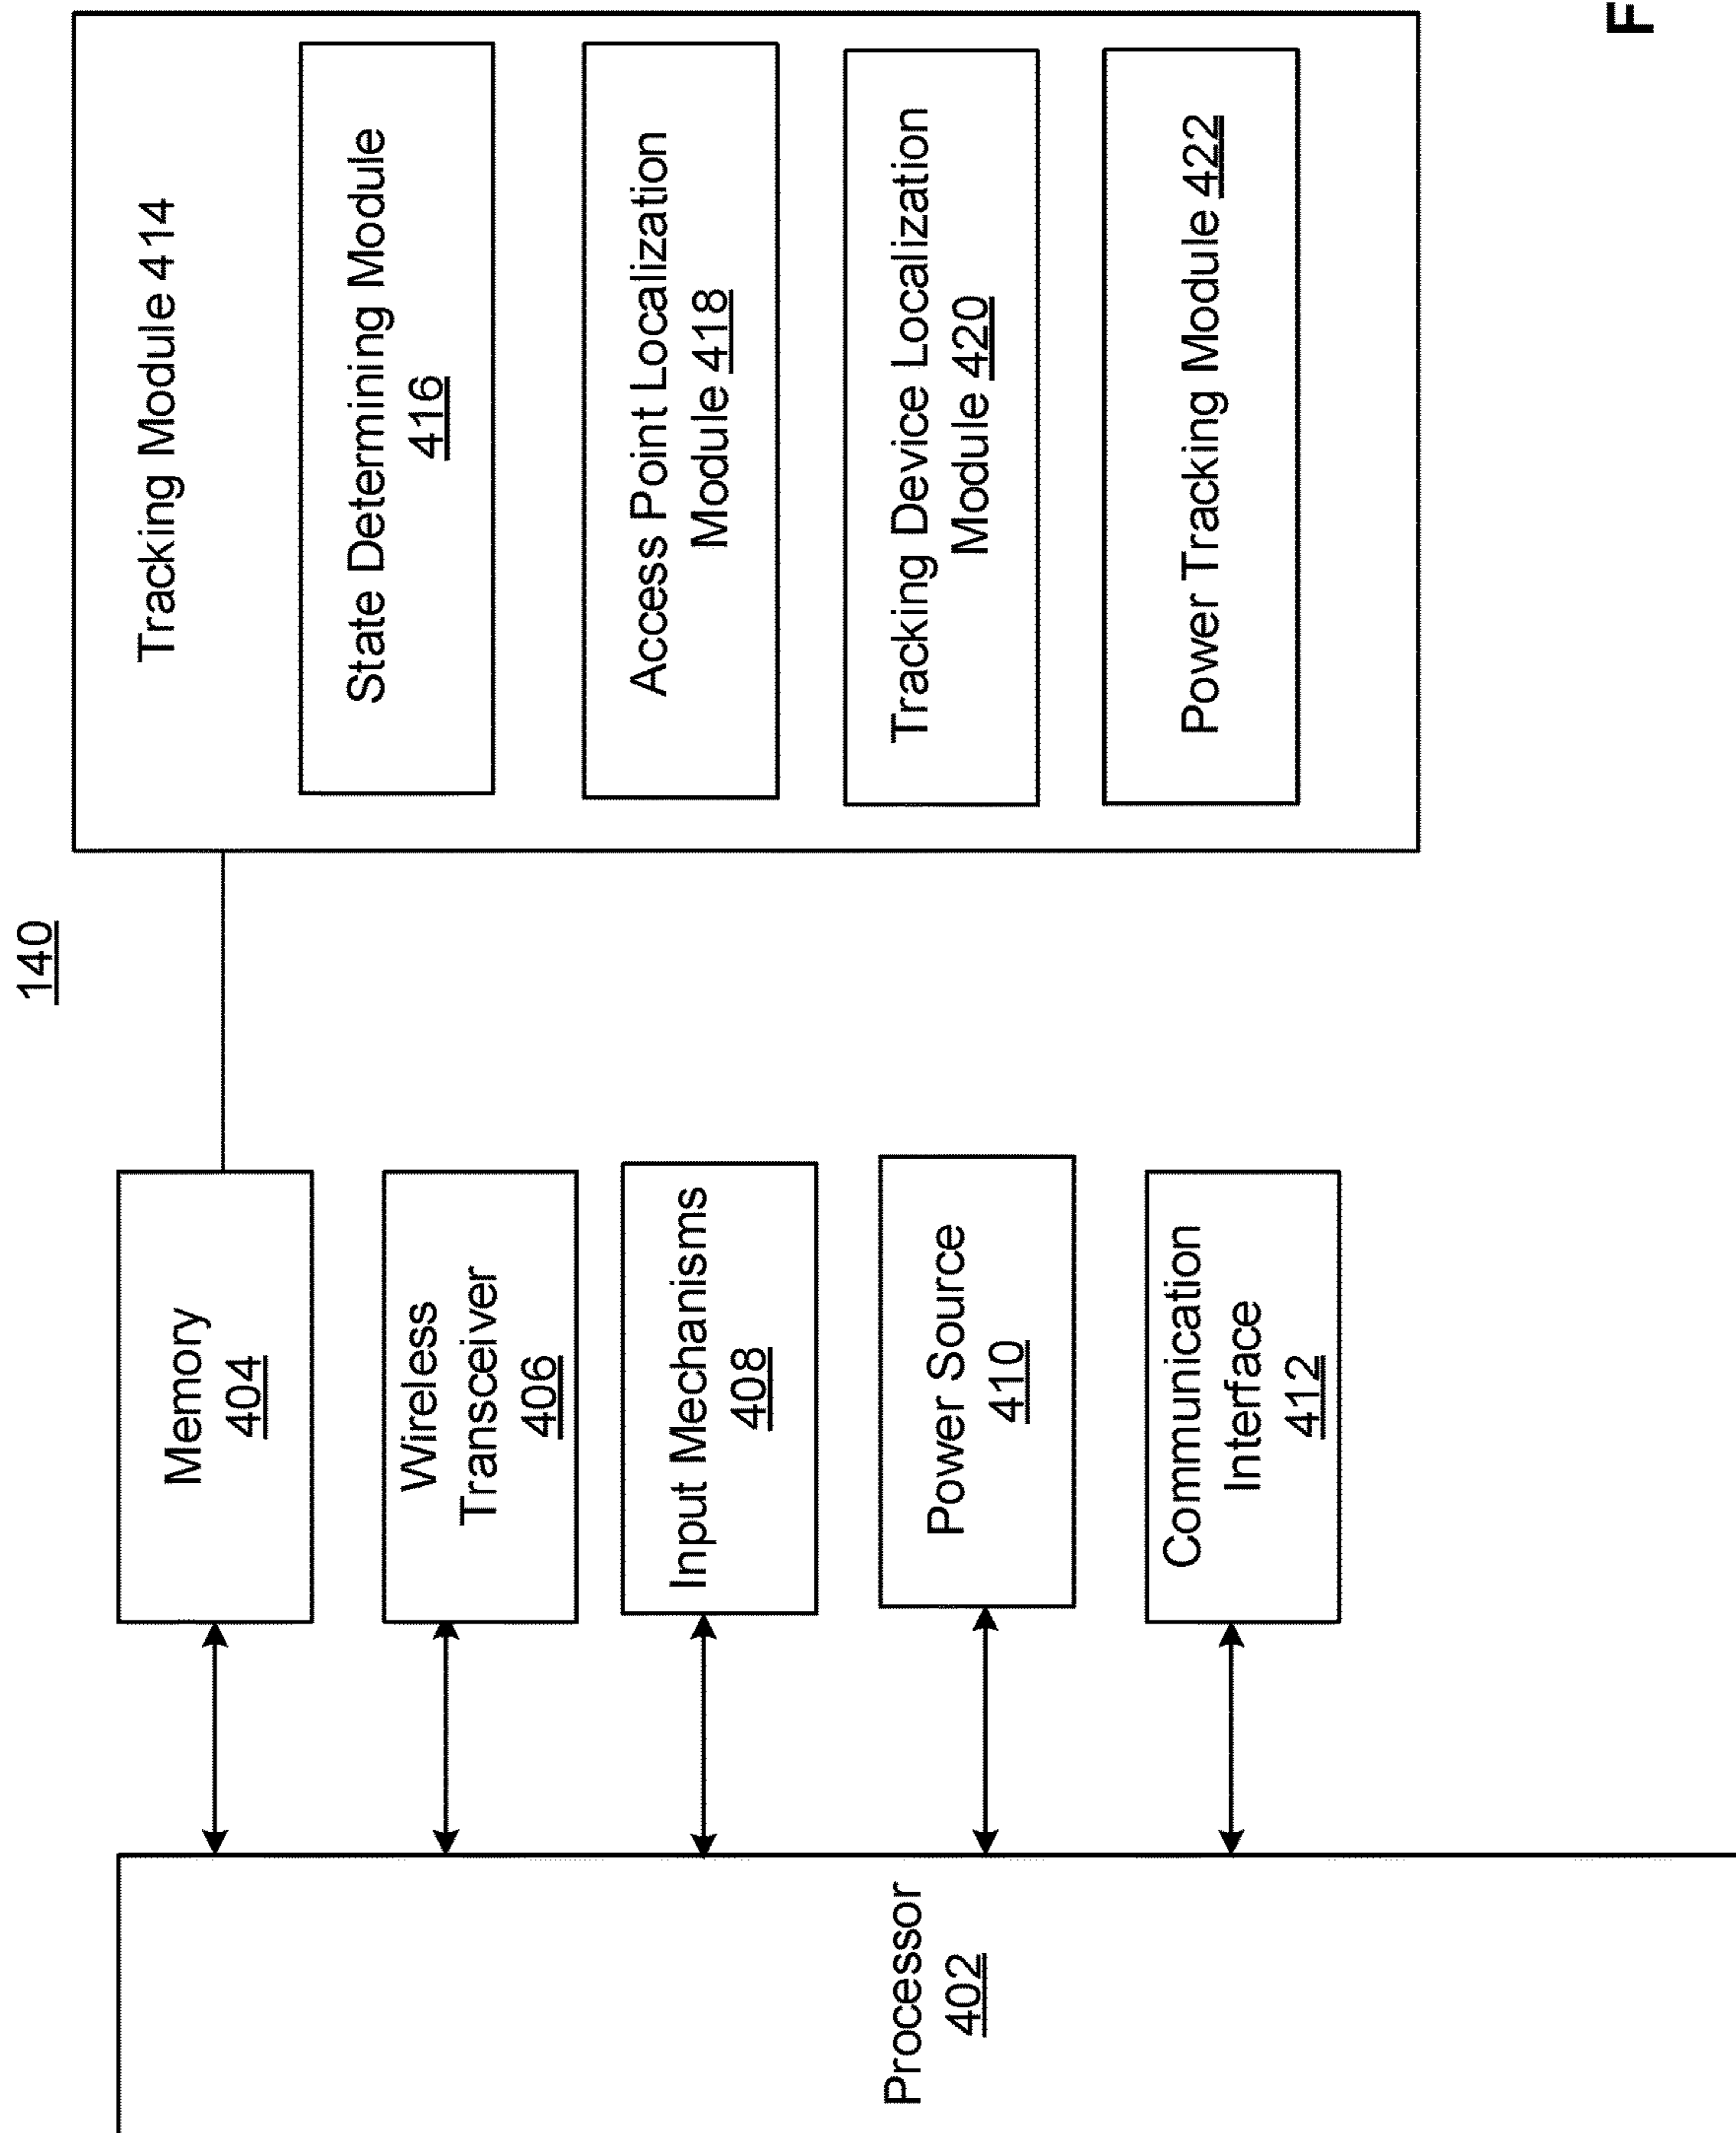 140
Processor
402
Memory
404
Wireless
Transceiver
406
Input Mechanisms
408
Power Source
410
Communication
Interface
412
Tracking Module 414
State Determining Module
416
Access Point Localization
Module 418
Tracking Device Localization
Module 420
Power Tracking Module 422
F